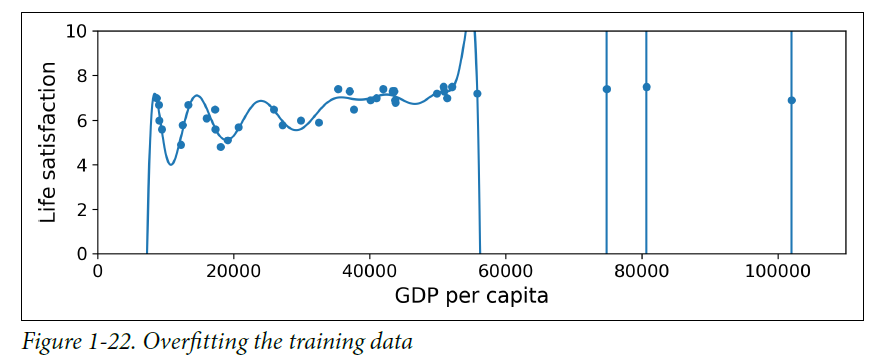 10
8
6
4
2
0
Life satisfaction
0 20000 40000 60000 80000 100000
GDP per capita
Figure 1-22. Overfitting the training data